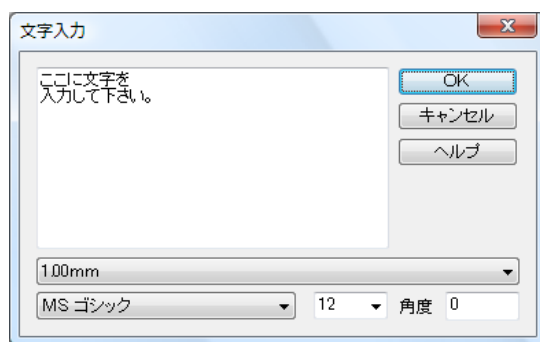 文字入力
ここに文字を
入力して下さい。
OK
キャンセル
ヘルプ
1.00mm
MS ゴシック
12
角度
0